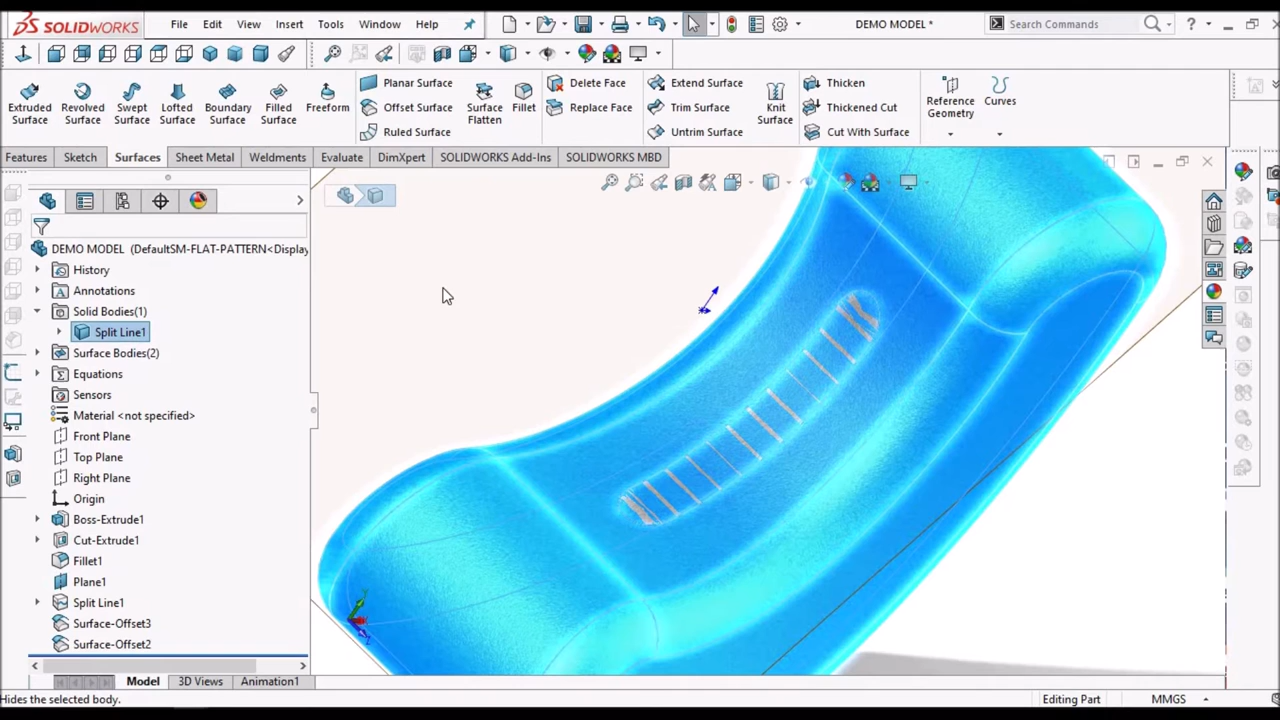 SOLIDWORKS File Edit View Insert Tools Window Help DEMO MODEL * Search Commands
Extruded Surface
Revolved Surface
Swept Surface
Lofted Surface
Boundary Surface
Filled Surface
Freeform
Planar Surface
Offset Surface
Ruled Surface
Surface Flatten
Fillet
Delete Face
Replace Face
Extend Surface
Trim Surface
Untrim Surface
Knit Surface
Thicken
Thickened Cut
Cut With Surface
Reference Geometry
Curves
Features Sketch Surfaces Sheet Metal Weldments Evaluate DimXpert SOLIDWORKS Add-Ins SOLIDWORKS MBD
DEMO MODEL (DefaultSM-FLAT-PATTERN<Display
History
Annotations
Solid Bodies(1)
Split Line1
Surface Bodies(2)
Equations
Sensors
Material <not specified>
Front Plane
Top Plane
Right Plane
Origin
Boss-Extrude1
Cut-Extrude1
Fillet1
Plane1
Split Line1
Surface-Offset3
Surface-Offset2
Model 3D Views Animation1
Hides the selected body. Editing Part MMGS